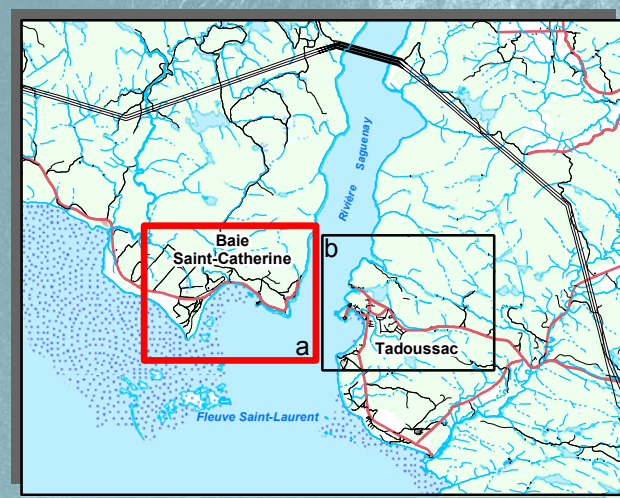 Rivière Saguenay
b
Baie
Saint-Catherine
a
Tadoussac
Fleuve Saint-Laurent